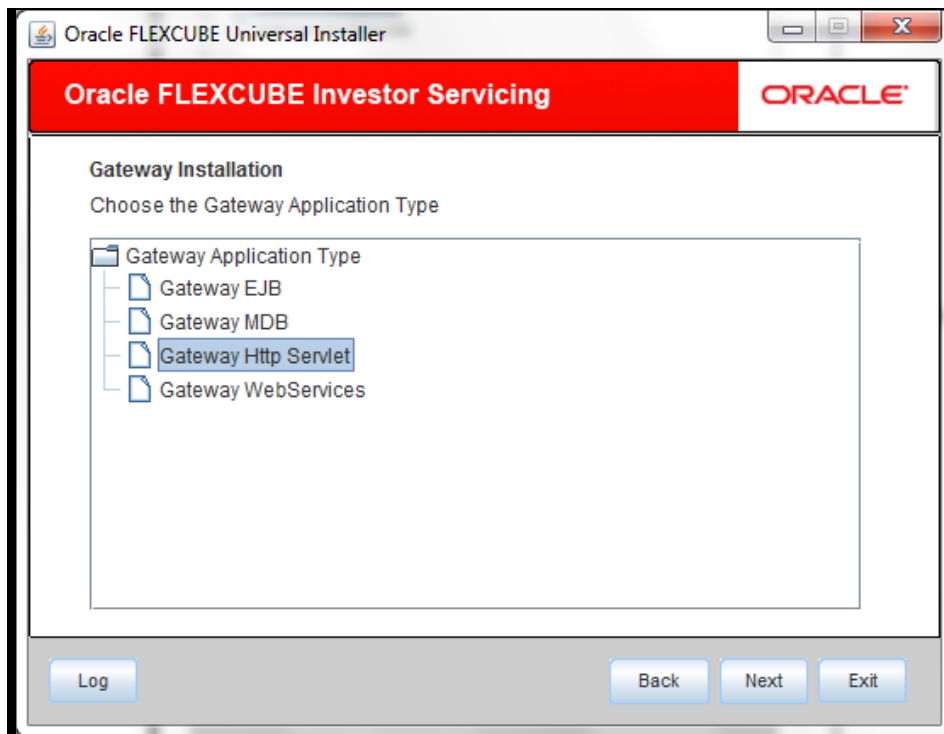 Oracle FLEXCUBE Universal Installer
Oracle FLEXCUBE Investor Servicing
ORACLE
Gateway Installation
Choose the Gateway Application Type
Gateway Application Type
Gateway EJB
Gateway MDB
Gateway Http Servlet
Gateway WebServices
Log
Back
Next
Exit